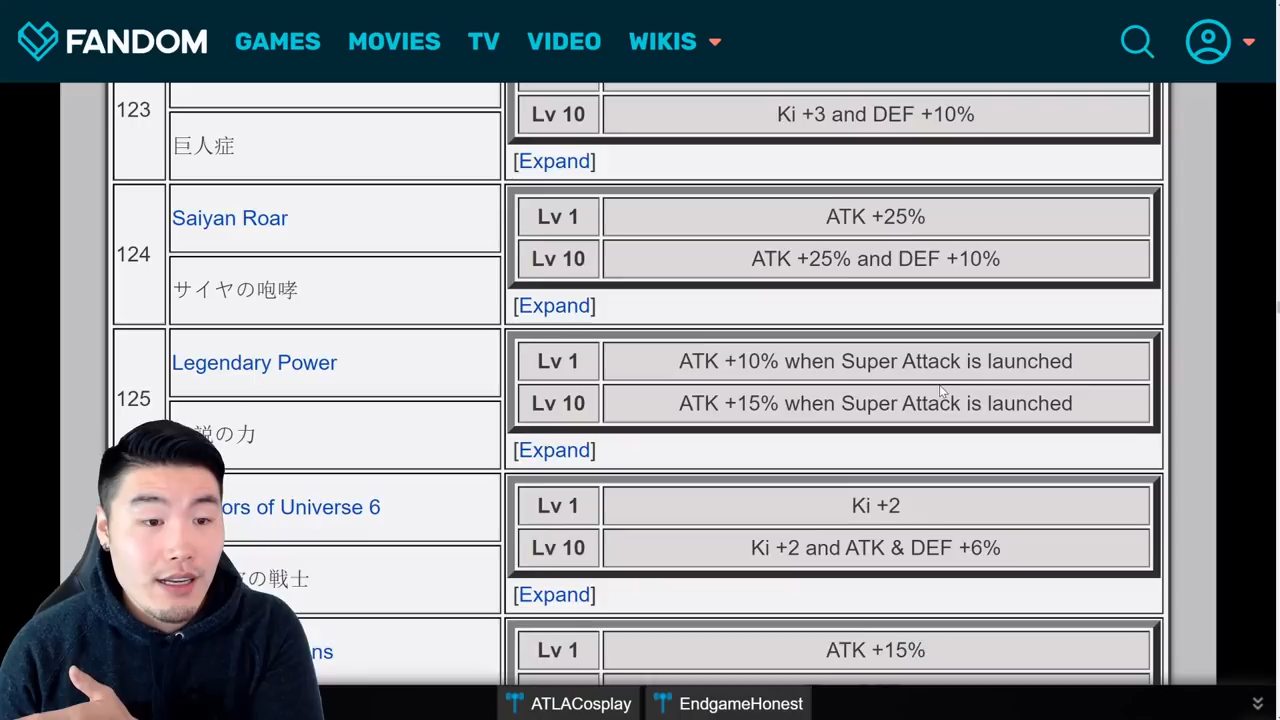 FANDOM GAMES MOVIES TV VIDEO WIKIS
123
Lv 10 Ki +3 and DEF +10%
巨人症
[Expand]
124
Saiyan Roar
Lv 1 ATK +25%
Lv 10 ATK +25% and DEF +10%
サイヤの咆哮
[Expand]
125
Legendary Power
Lv 1 ATK +10% when Super Attack is launched
Lv 10 ATK +15% when Super Attack is launched
説の力
[Expand]
ors of Universe 6
Lv 1 Ki +2
Lv 10 Ki +2 and ATK & DEF +6%
の戦士
[Expand]
ns
Lv 1 ATK +15%
ATLACosplay EndgameHonest